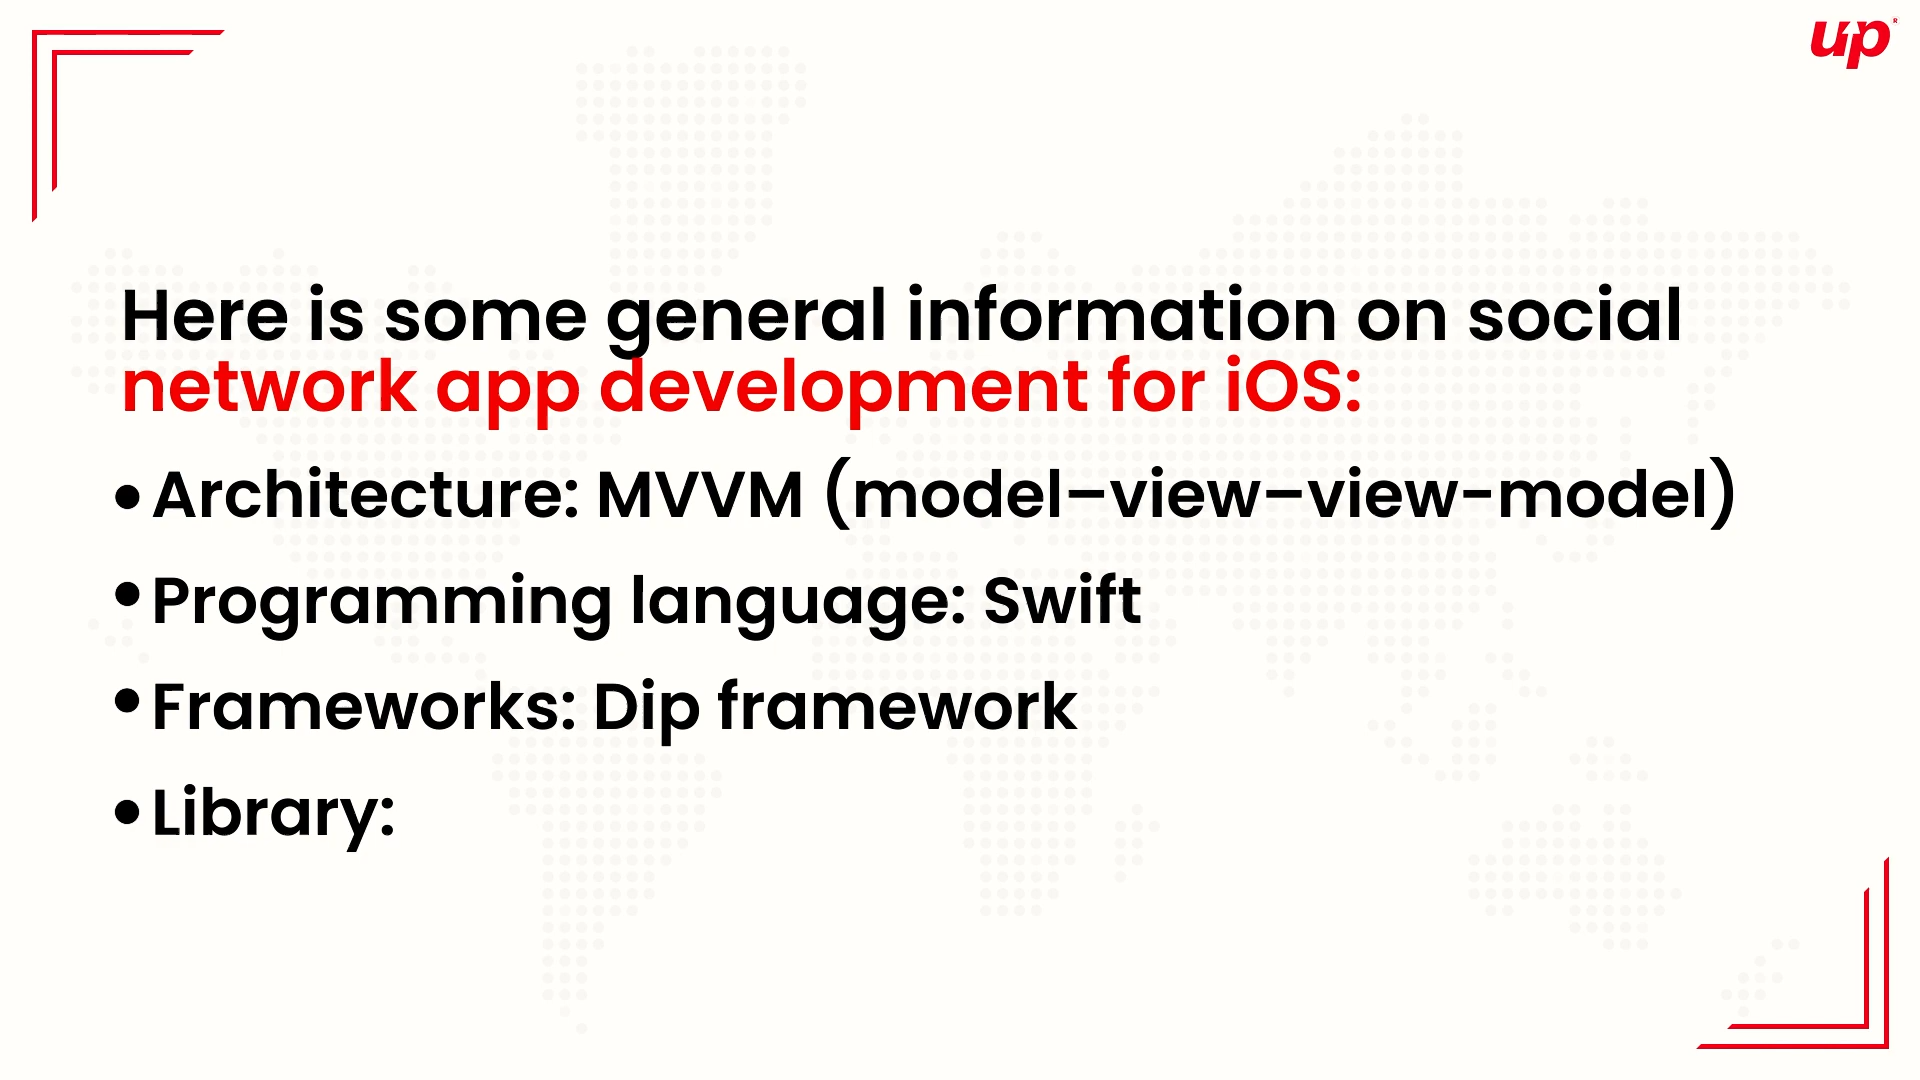 up
Here is some general information on social
network app development for iOS:
• Architecture: MVVM (model–view–view-model)
• Programming language: Swift
• Frameworks: Dip framework
• Library: